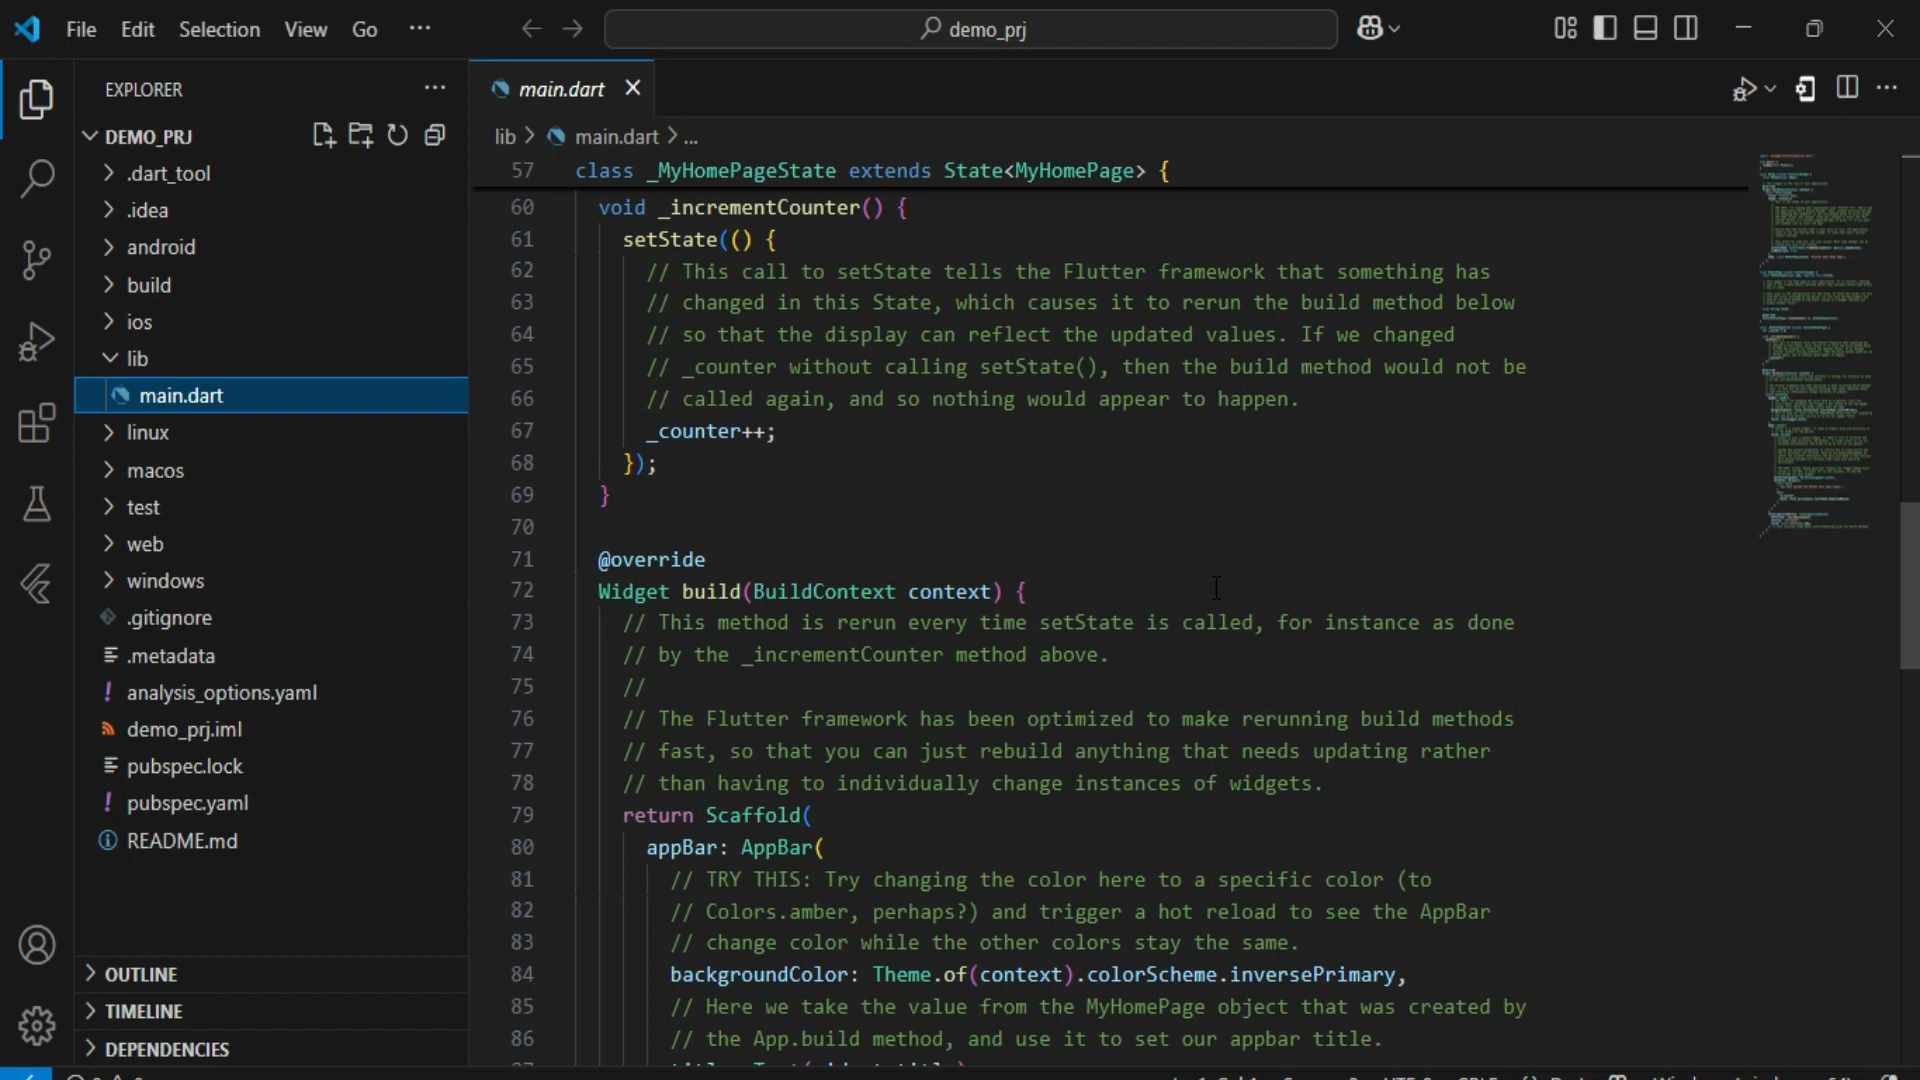 File Edit Selection View Go ··· demo_prj
EXPLORER ···
DEMO_PRJ
.dart_tool
.idea
android
build
ios
lib
main.dart
linux
macos
test
web
windows
.gitignore
.metadata
analysis_options.yaml
demo_prj.iml
pubspec.lock
pubspec.yaml
README.md
OUTLINE
TIMELINE
DEPENDENCIES
main.dart
lib > main.dart > ...
57 class _MyHomePageState extends State<MyHomePage> {
60 void _incrementCounter() {
61 setState(() {
62 // This call to setState tells the Flutter framework that something has
63 // changed in this State, which causes it to rerun the build method below
64 // so that the display can reflect the updated values. If we changed
65 // _counter without calling setState(), then the build method would not be
66 // called again, and so nothing would appear to happen.
67 _counter++;
68 });
69 }
70
71 @override
72 Widget build(BuildContext context) {
73 // This method is rerun every time setState is called, for instance as done
74 // by the _incrementCounter method above.
75 //
76 // The Flutter framework has been optimized to make rerunning build methods
77 // fast, so that you can just rebuild anything that needs updating rather
78 // than having to individually change instances of widgets.
79 return Scaffold(
80 appBar: AppBar(
81 // TRY THIS: Try changing the color here to a specific color (to
82 // Colors.amber, perhaps?) and trigger a hot reload to see the AppBar
83 // change color while the other colors stay the same.
84 backgroundColor: Theme.of(context).colorScheme.inversePrimary,
85 // Here we take the value from the MyHomePage object that was created by
86 // the App.build method, and use it to set our appbar title.